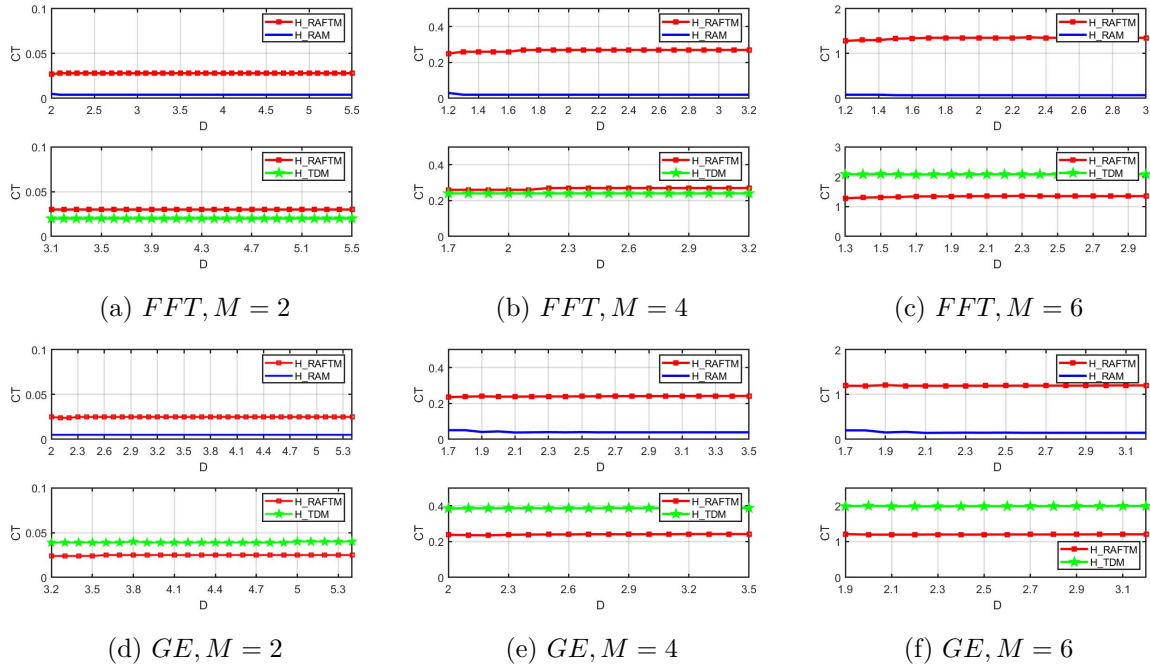 0.1
CT
0.05
0
2 2.5 3 3.5 4 4.5 5 5.5
D
H_RAFTM
H_RAM
0.1
CT
0.05
0
3.1 3.5 3.9 4.3 4.7 5.1 5.5
D
H_RAFTM
H_TDM
(a) FFT, M = 2
0.4
CT
0.2
0
1.2 1.4 1.6 1.8 2 2.2 2.4 2.6 2.8 3 3.2
D
H_RAFTM
H_RAM
0.4
CT
0.2
0
1.7 2 2.3 2.6 2.9 3.2
D
H_RAFTM
H_TDM
(b) FFT, M = 4
2
CT
1
0
1.2 1.4 1.6 1.8 2 2.2 2.4 2.6 2.8 3
D
H_RAFTM
H_RAM
3
2
CT
1
0
1.3 1.5 1.7 1.9 2.1 2.3 2.5 2.7 2.9
D
H_RAFTM
H_TDM
(c) FFT, M = 6
0.1
CT
0.05
0
2 2.3 2.6 2.9 3.2 3.5 3.8 4.1 4.4 4.7 5 5.3
D
H_RAFTM
H_RAM
0.1
CT
0.05
0
3.2 3.5 3.8 4.1 4.4 4.7 5 5.3
D
H_RAFTM
H_TDM
(d) GE, M = 2
0.4
CT
0.2
0
1.7 1.9 2.1 2.3 2.5 2.7 2.9 3.1 3.3 3.5
D
H_RAFTM
H_RAM
0.4
CT
0.2
0
2 2.3 2.6 2.9 3.2 3.5
D
H_RAFTM
H_TDM
(e) GE, M = 4
2
CT
1
0
1.7 1.9 2.1 2.3 2.5 2.7 2.9 3.1
D
H_RAFTM
H_RAM
2
CT
1
0
1.9 2.1 2.3 2.5 2.7 2.9 3.1
D
H_RAFTM
H_TDM
(f) GE, M = 6